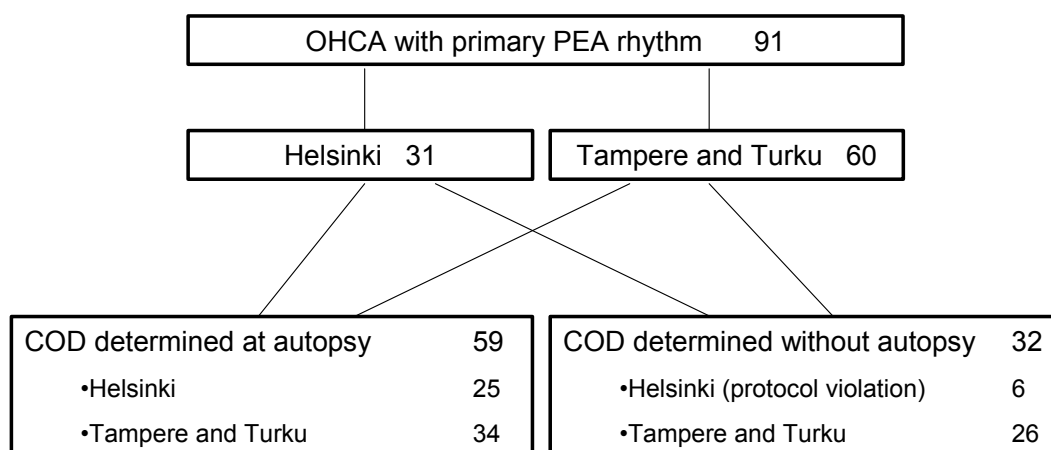 OHCA with primary PEA rhythm 91
Helsinki 31
Tampere and Turku 60
COD determined at autopsy 59
•Helsinki 25
•Tampere and Turku 34
COD determined without autopsy 32
•Helsinki (protocol violation) 6
•Tampere and Turku 26